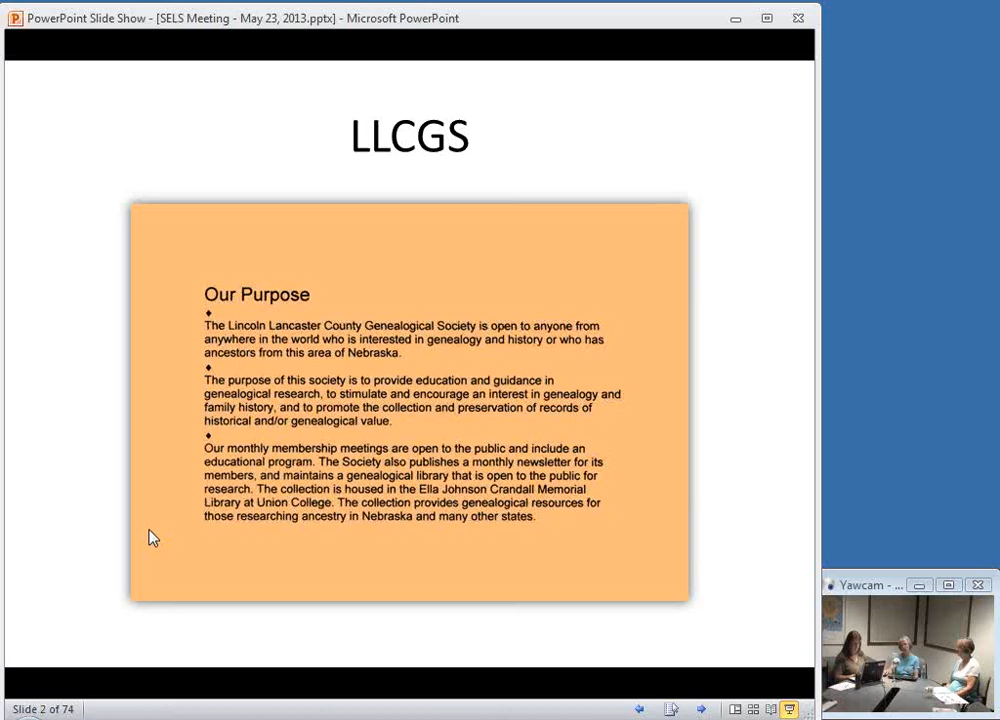 PowerPoint Slide Show - [SELS Meeting - May 23, 2013.pptx] - Microsoft PowerPoint
LLCGS
Our Purpose
The Lincoln Lancaster County Genealogical Society is open to anyone from
anywhere in the world who is interested in genealogy and history or who has
ancestors from this area of Nebraska.
The purpose of this society is to provide education and guidance in
genealogical research, to stimulate and encourage an interest in genealogy and
family history, and to promote the collection and preservation of records of
historical and/or genealogical value.
Our monthly membership meetings are open to the public and include an
educational program. The Society also publishes a monthly newsletter for its
members, and maintains a genealogical library that is open to the public for
research. The collection is housed in the Ella Johnson Crandall Memorial
Library at Union College. The collection provides genealogical resources for
those researching ancestry in Nebraska and many other states.
Yawcam - ...
Slide 2 of 74